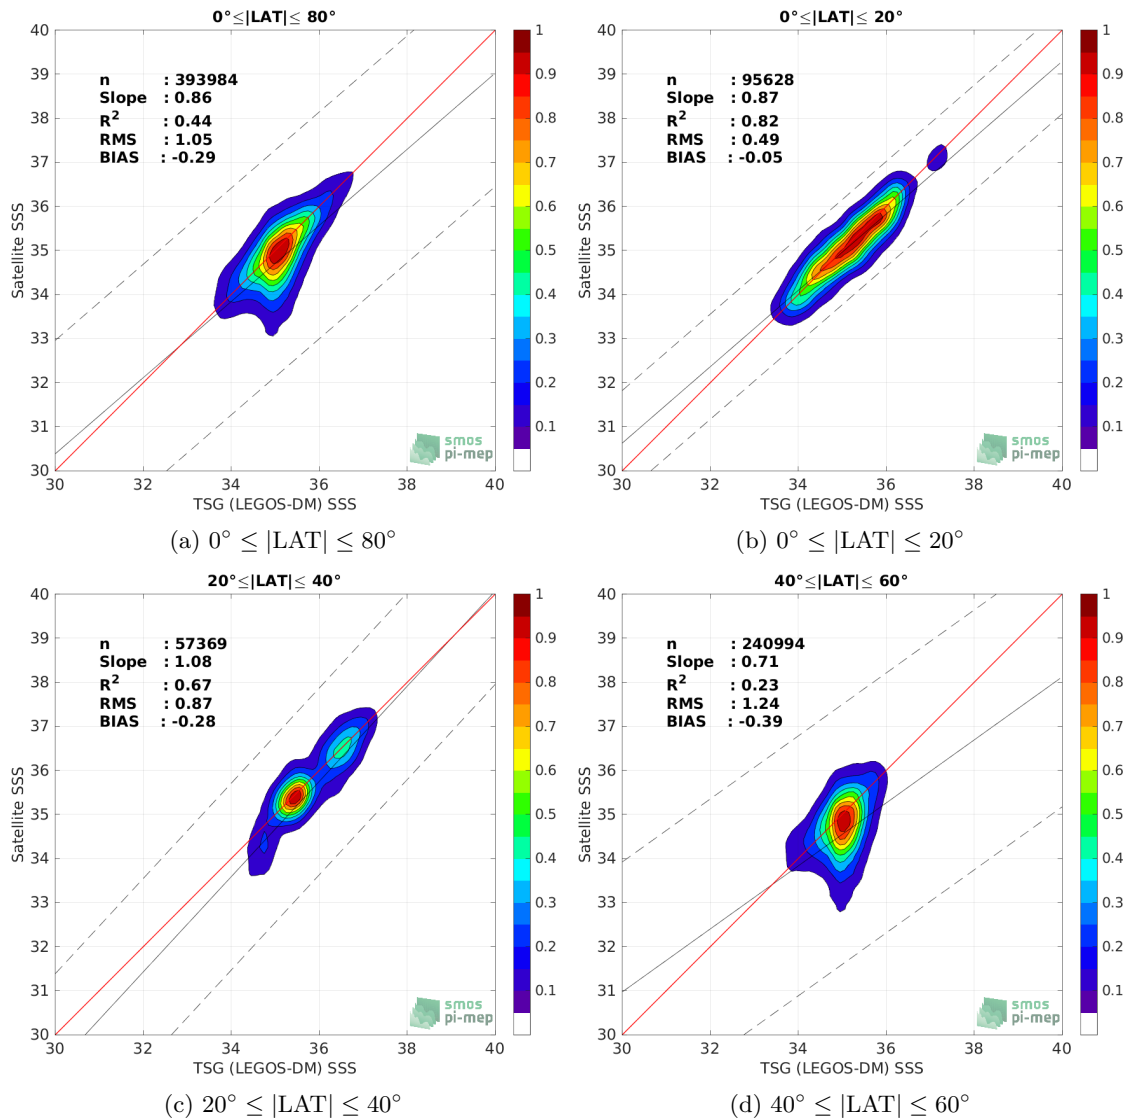 0°≤|LAT|≤ 80°
n : 393984
Slope : 0.86
R² : 0.44
RMS : 1.05
BIAS : -0.29
Satellite SSS
40
39
38
37
36
35
34
33
32
31
30
30 32 34 36 38 40
TSG (LEGOS-DM) SSS
1
0.9
0.8
0.7
0.6
0.5
0.4
0.3
0.2
0.1
smos
pi-mep
(a) 0° ≤ |LAT| ≤ 80°
0°≤|LAT|≤ 20°
n : 95628
Slope : 0.87
R² : 0.82
RMS : 0.49
BIAS : -0.05
Satellite SSS
40
39
38
37
36
35
34
33
32
31
30
30 32 34 36 38 40
TSG (LEGOS-DM) SSS
1
0.9
0.8
0.7
0.6
0.5
0.4
0.3
0.2
0.1
smos
pi-mep
(b) 0° ≤ |LAT| ≤ 20°
20°≤|LAT|≤ 40°
n : 57369
Slope : 1.08
R² : 0.67
RMS : 0.87
BIAS : -0.28
Satellite SSS
40
39
38
37
36
35
34
33
32
31
30
30 32 34 36 38 40
TSG (LEGOS-DM) SSS
1
0.9
0.8
0.7
0.6
0.5
0.4
0.3
0.2
0.1
smos
pi-mep
(c) 20° ≤ |LAT| ≤ 40°
40°≤|LAT|≤ 60°
n : 240994
Slope : 0.71
R² : 0.23
RMS : 1.24
BIAS : -0.39
Satellite SSS
40
39
38
37
36
35
34
33
32
31
30
30 32 34 36 38 40
TSG (LEGOS-DM) SSS
1
0.9
0.8
0.7
0.6
0.5
0.4
0.3
0.2
0.1
smos
pi-mep
(d) 40° ≤ |LAT| ≤ 60°